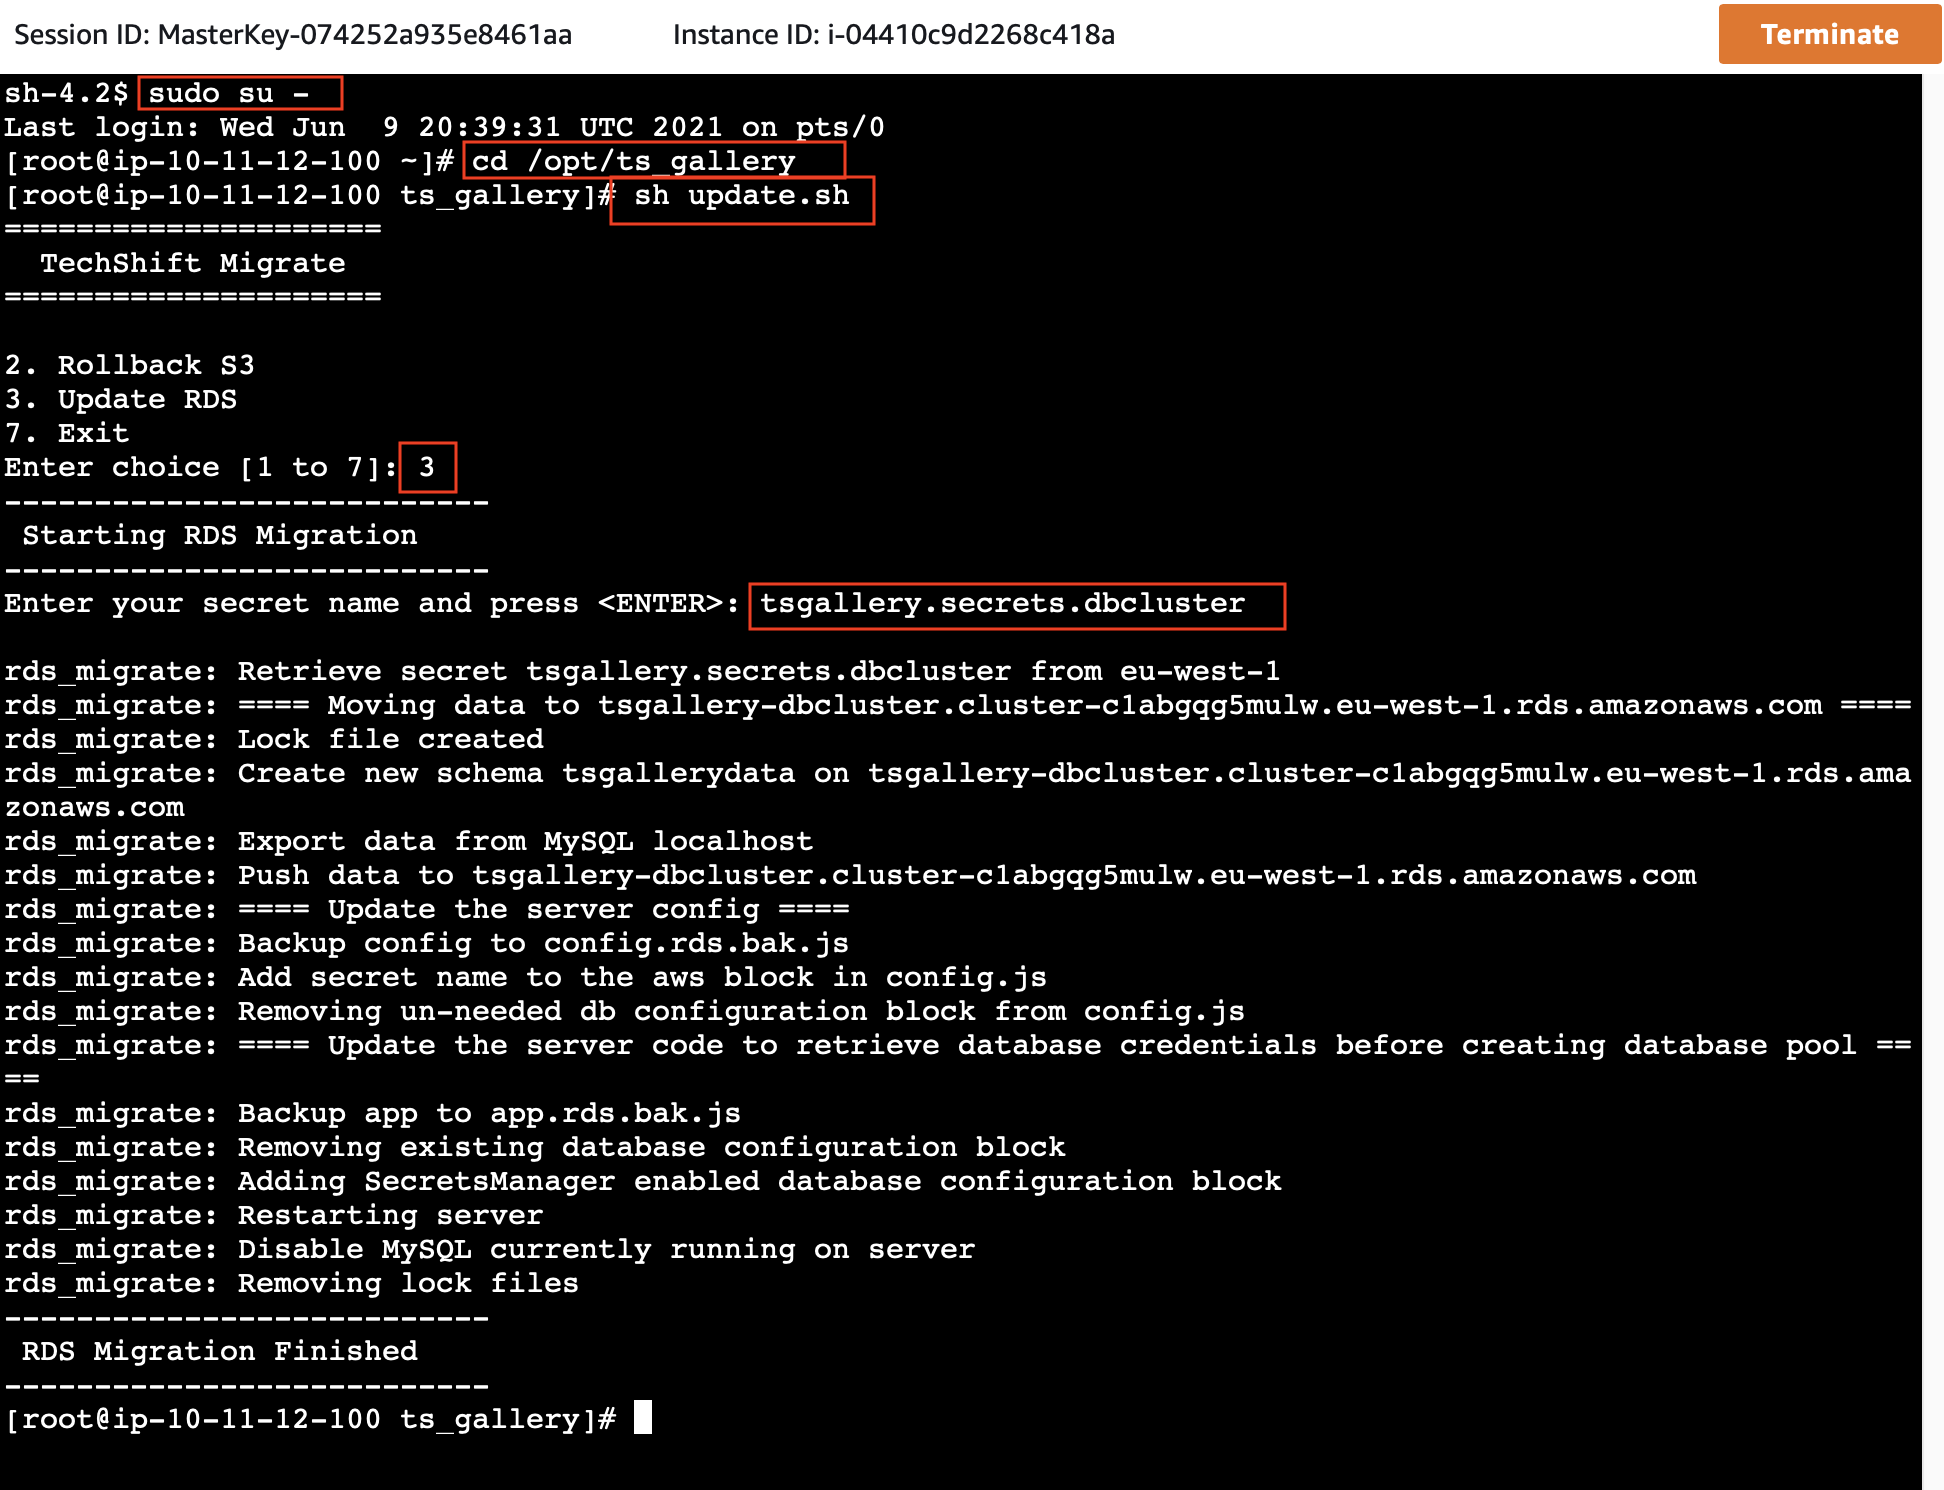 Session ID: MasterKey-074252a935e8461aa Instance ID: i-04410c9d2268c418a Terminate
sh-4.2$ sudo su -
Last login: Wed Jun  9 20:39:31 UTC 2021 on pts/0
[root@ip-10-11-12-100 ~]# cd /opt/ts_gallery
[root@ip-10-11-12-100 ts_gallery]# sh update.sh
=====================
  TechShift Migrate
=====================
2. Rollback S3
3. Update RDS
7. Exit
Enter choice [1 to 7]: 3
---------------------------
 Starting RDS Migration
---------------------------
Enter your secret name and press <ENTER>: tsgallery.secrets.dbcluster
rds_migrate: Retrieve secret tsgallery.secrets.dbcluster from eu-west-1
rds_migrate: ==== Moving data to tsgallery-dbcluster.cluster-c1abgqg5mulw.eu-west-1.rds.amazonaws.com ====
rds_migrate: Lock file created
rds_migrate: Create new schema tsgallerydata on tsgallery-dbcluster.cluster-c1abgqg5mulw.eu-west-1.rds.ama
zonaws.com
rds_migrate: Export data from MySQL localhost
rds_migrate: Push data to tsgallery-dbcluster.cluster-c1abgqg5mulw.eu-west-1.rds.amazonaws.com
rds_migrate: ==== Update the server config ====
rds_migrate: Backup config to config.rds.bak.js
rds_migrate: Add secret name to the aws block in config.js
rds_migrate: Removing un-needed db configuration block from config.js
rds_migrate: ==== Update the server code to retrieve database credentials before creating database pool ==
==
rds_migrate: Backup app to app.rds.bak.js
rds_migrate: Removing existing database configuration block
rds_migrate: Adding SecretsManager enabled database configuration block
rds_migrate: Restarting server
rds_migrate: Disable MySQL currently running on server
rds_migrate: Removing lock files
---------------------------
 RDS Migration Finished
---------------------------
[root@ip-10-11-12-100 ts_gallery]#